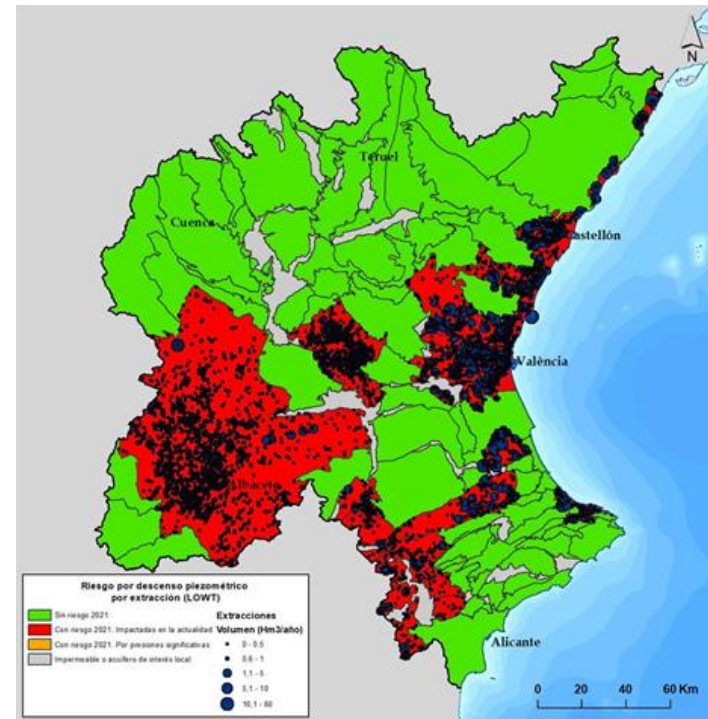 N
Teruel
Cuenca
Castellón
València
Albacete
Alicante
Riesgo por descenso piezométrico
por extracción (LOWT)
Sin riesgo 2021
Con riesgo 2021. Impactadas en la actualidad
Con riesgo 2021. Por presiones significativas
Impermeable o acuífero de interés local
Extracciones
Volumen (Hm3/año)
0 - 0.5
0.6 - 1
1,1 - 5
5,1 - 10
10,1 - 60
0 20 40 60 Km